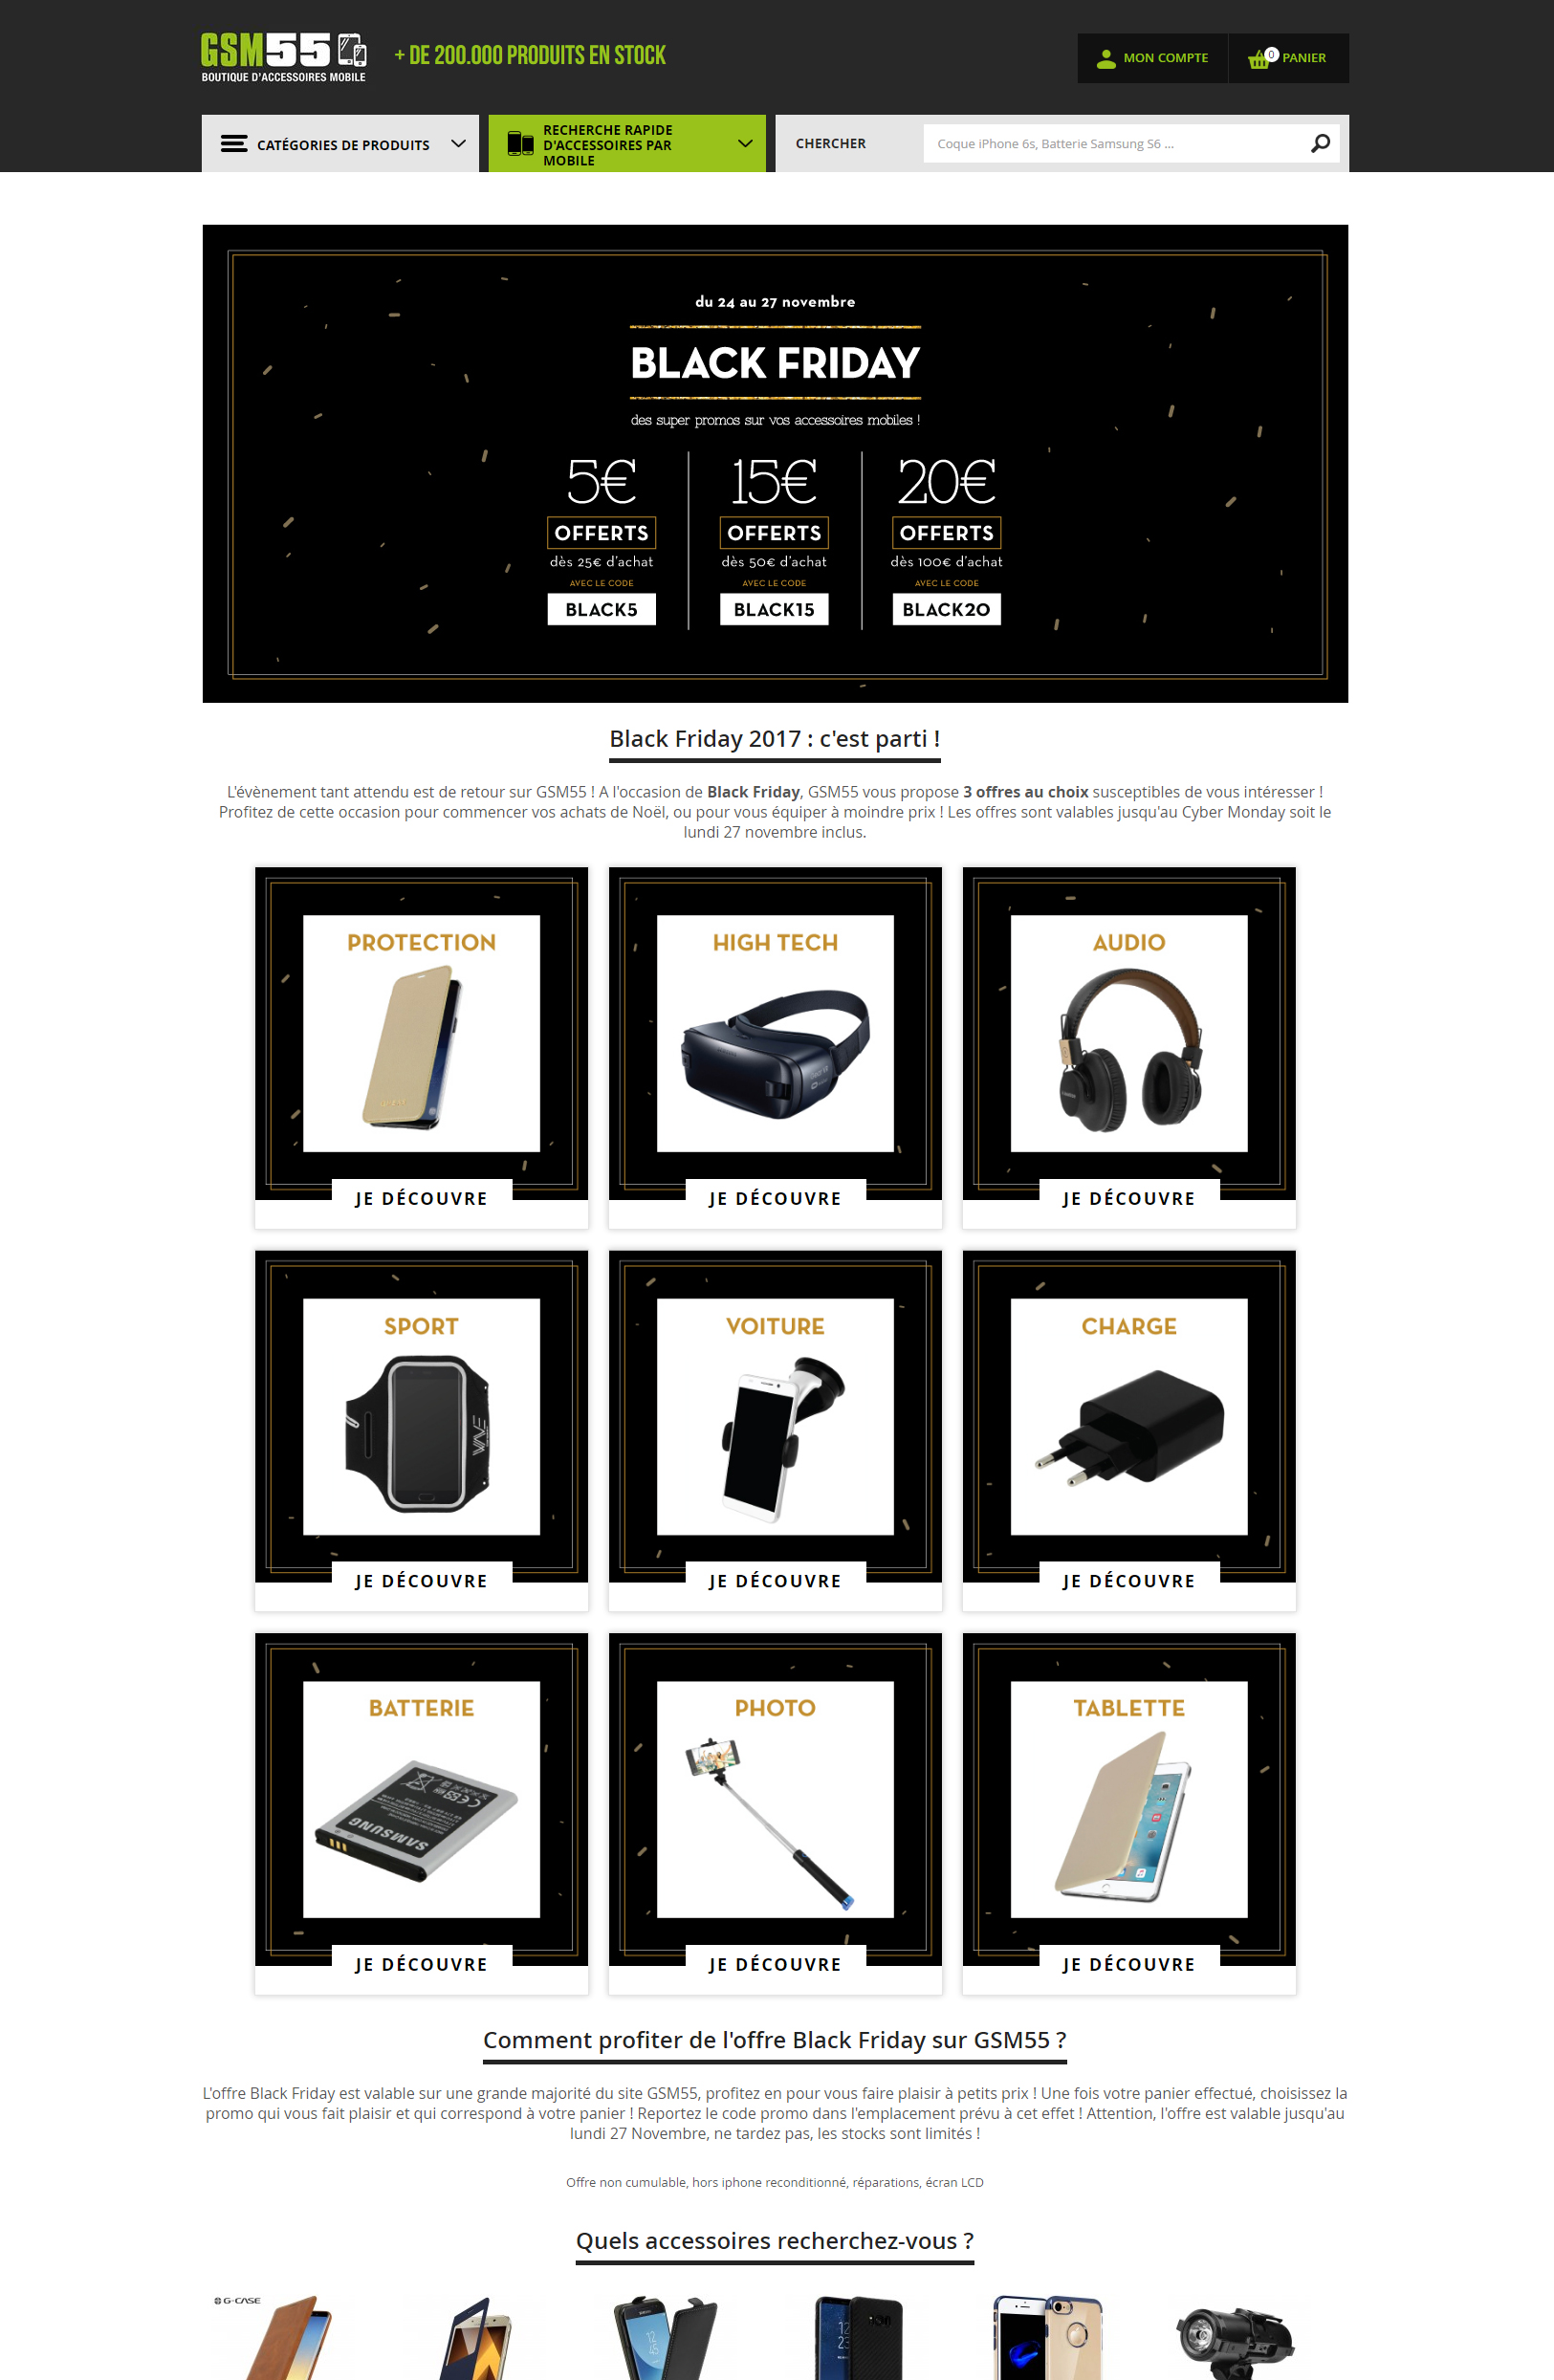 GSM55
BOUTIQUE D'ACCESSOIRES MOBILE
+ DE 200.000 PRODUITS EN STOCK
MON COMPTE
0 PANIER
CATÉGORIES DE PRODUITS
RECHERCHE RAPIDE
D'ACCESSOIRES PAR
MOBILE
CHERCHER
Coque iPhone 6s, Batterie Samsung S6 ...
du 24 au 27 novembre
BLACK FRIDAY
des super promos sur vos accessoires mobiles !
5€
OFFERTS
dès 25€ d'achat
AVEC LE CODE
BLACK5
15€
OFFERTS
dès 50€ d'achat
AVEC LE CODE
BLACK15
20€
OFFERTS
dès 100€ d'achat
AVEC LE CODE
BLACK20
Black Friday 2017 : c'est parti !
L'évènement tant attendu est de retour sur GSM55 ! A l'occasion de Black Friday, GSM55 vous propose 3 offres au choix susceptibles de vous intéresser !
Profitez de cette occasion pour commencer vos achats de Noël, ou pour vous équiper à moindre prix ! Les offres sont valables jusqu'au Cyber Monday soit le
lundi 27 novembre inclus.
PROTECTION
JE DÉCOUVRE
HIGH TECH
JE DÉCOUVRE
AUDIO
JE DÉCOUVRE
SPORT
WAVE
JE DÉCOUVRE
VOITURE
JE DÉCOUVRE
CHARGE
JE DÉCOUVRE
BATTERIE
SAMSUNG
JE DÉCOUVRE
PHOTO
JE DÉCOUVRE
TABLETTE
JE DÉCOUVRE
Comment profiter de l'offre Black Friday sur GSM55 ?
L'offre Black Friday est valable sur une grande majorité du site GSM55, profitez en pour vous faire plaisir à petits prix ! Une fois votre panier effectué, choisissez la
promo qui vous fait plaisir et qui correspond à votre panier ! Reportez le code promo dans l'emplacement prévu à cet effet ! Attention, l'offre est valable jusqu'au
lundi 27 Novembre, ne tardez pas, les stocks sont limités !
Offre non cumulable, hors iphone reconditionné, réparations, écran LCD
Quels accessoires recherchez-vous ?
G-CASE